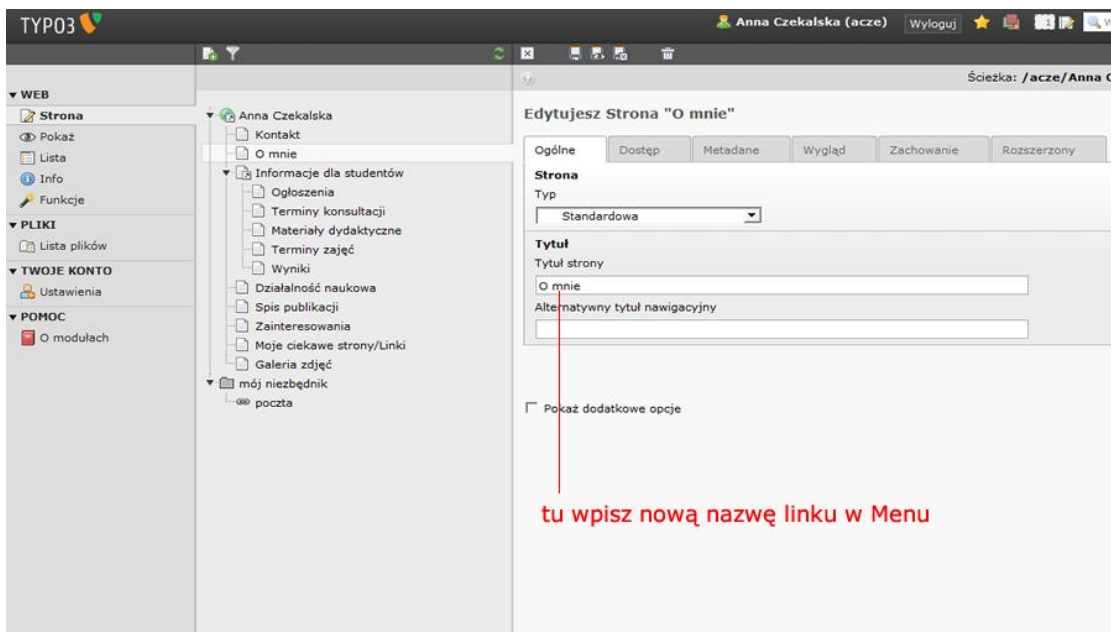 TYPO3
Anna Czekalska (acze)
Wyloguj
Ścieżka: /acze/Anna
WEB
Strona
Pokaż
Lista
Info
Funkcje
PLIKI
Lista plików
TWOJE KONTO
Ustawienia
POMOC
O modułach
Anna Czekalska
Kontakt
O mnie
Informacje dla studentów
Ogłoszenia
Terminy konsultacji
Materiały dydaktyczne
Terminy zajęć
Wyniki
Działalność naukowa
Spis publikacji
Zainteresowania
Moje ciekawe strony/Linki
Galeria zdjęć
mój niezbędnik
poczta
Edytujesz Strona "O mnie"
Ogólne Dostęp Metadane Wygląd Zachowanie Rozszerzony
Strona
Typ
Standardowa
Tytuł
Tytuł strony
O mnie
Alternatywny tytuł nawigacyjny
Pokaż dodatkowe opcje
tu wpisz nową nazwę linku w Menu